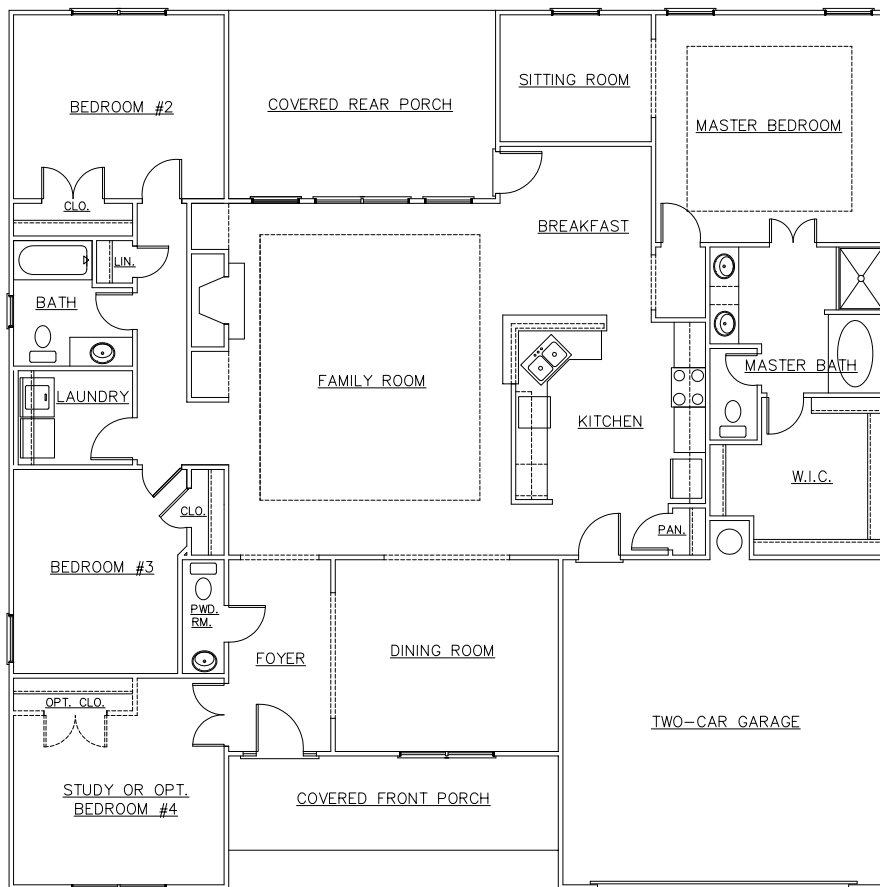 SITTING ROOM
BEDROOM #2
COVERED REAR PORCH
MASTER BEDROOM
CLO.
BREAKFAST
LIN.
BATH
MASTER BATH
FAMILY ROOM
LAUNDRY
KITCHEN
W.I.C.
CLO.
PAN.
BEDROOM #3
PWD.
RM.
FOYER
DINING ROOM
OPT. CLO.
TWO-CAR GARAGE
STUDY OR OPT.
BEDROOM #4
COVERED FRONT PORCH